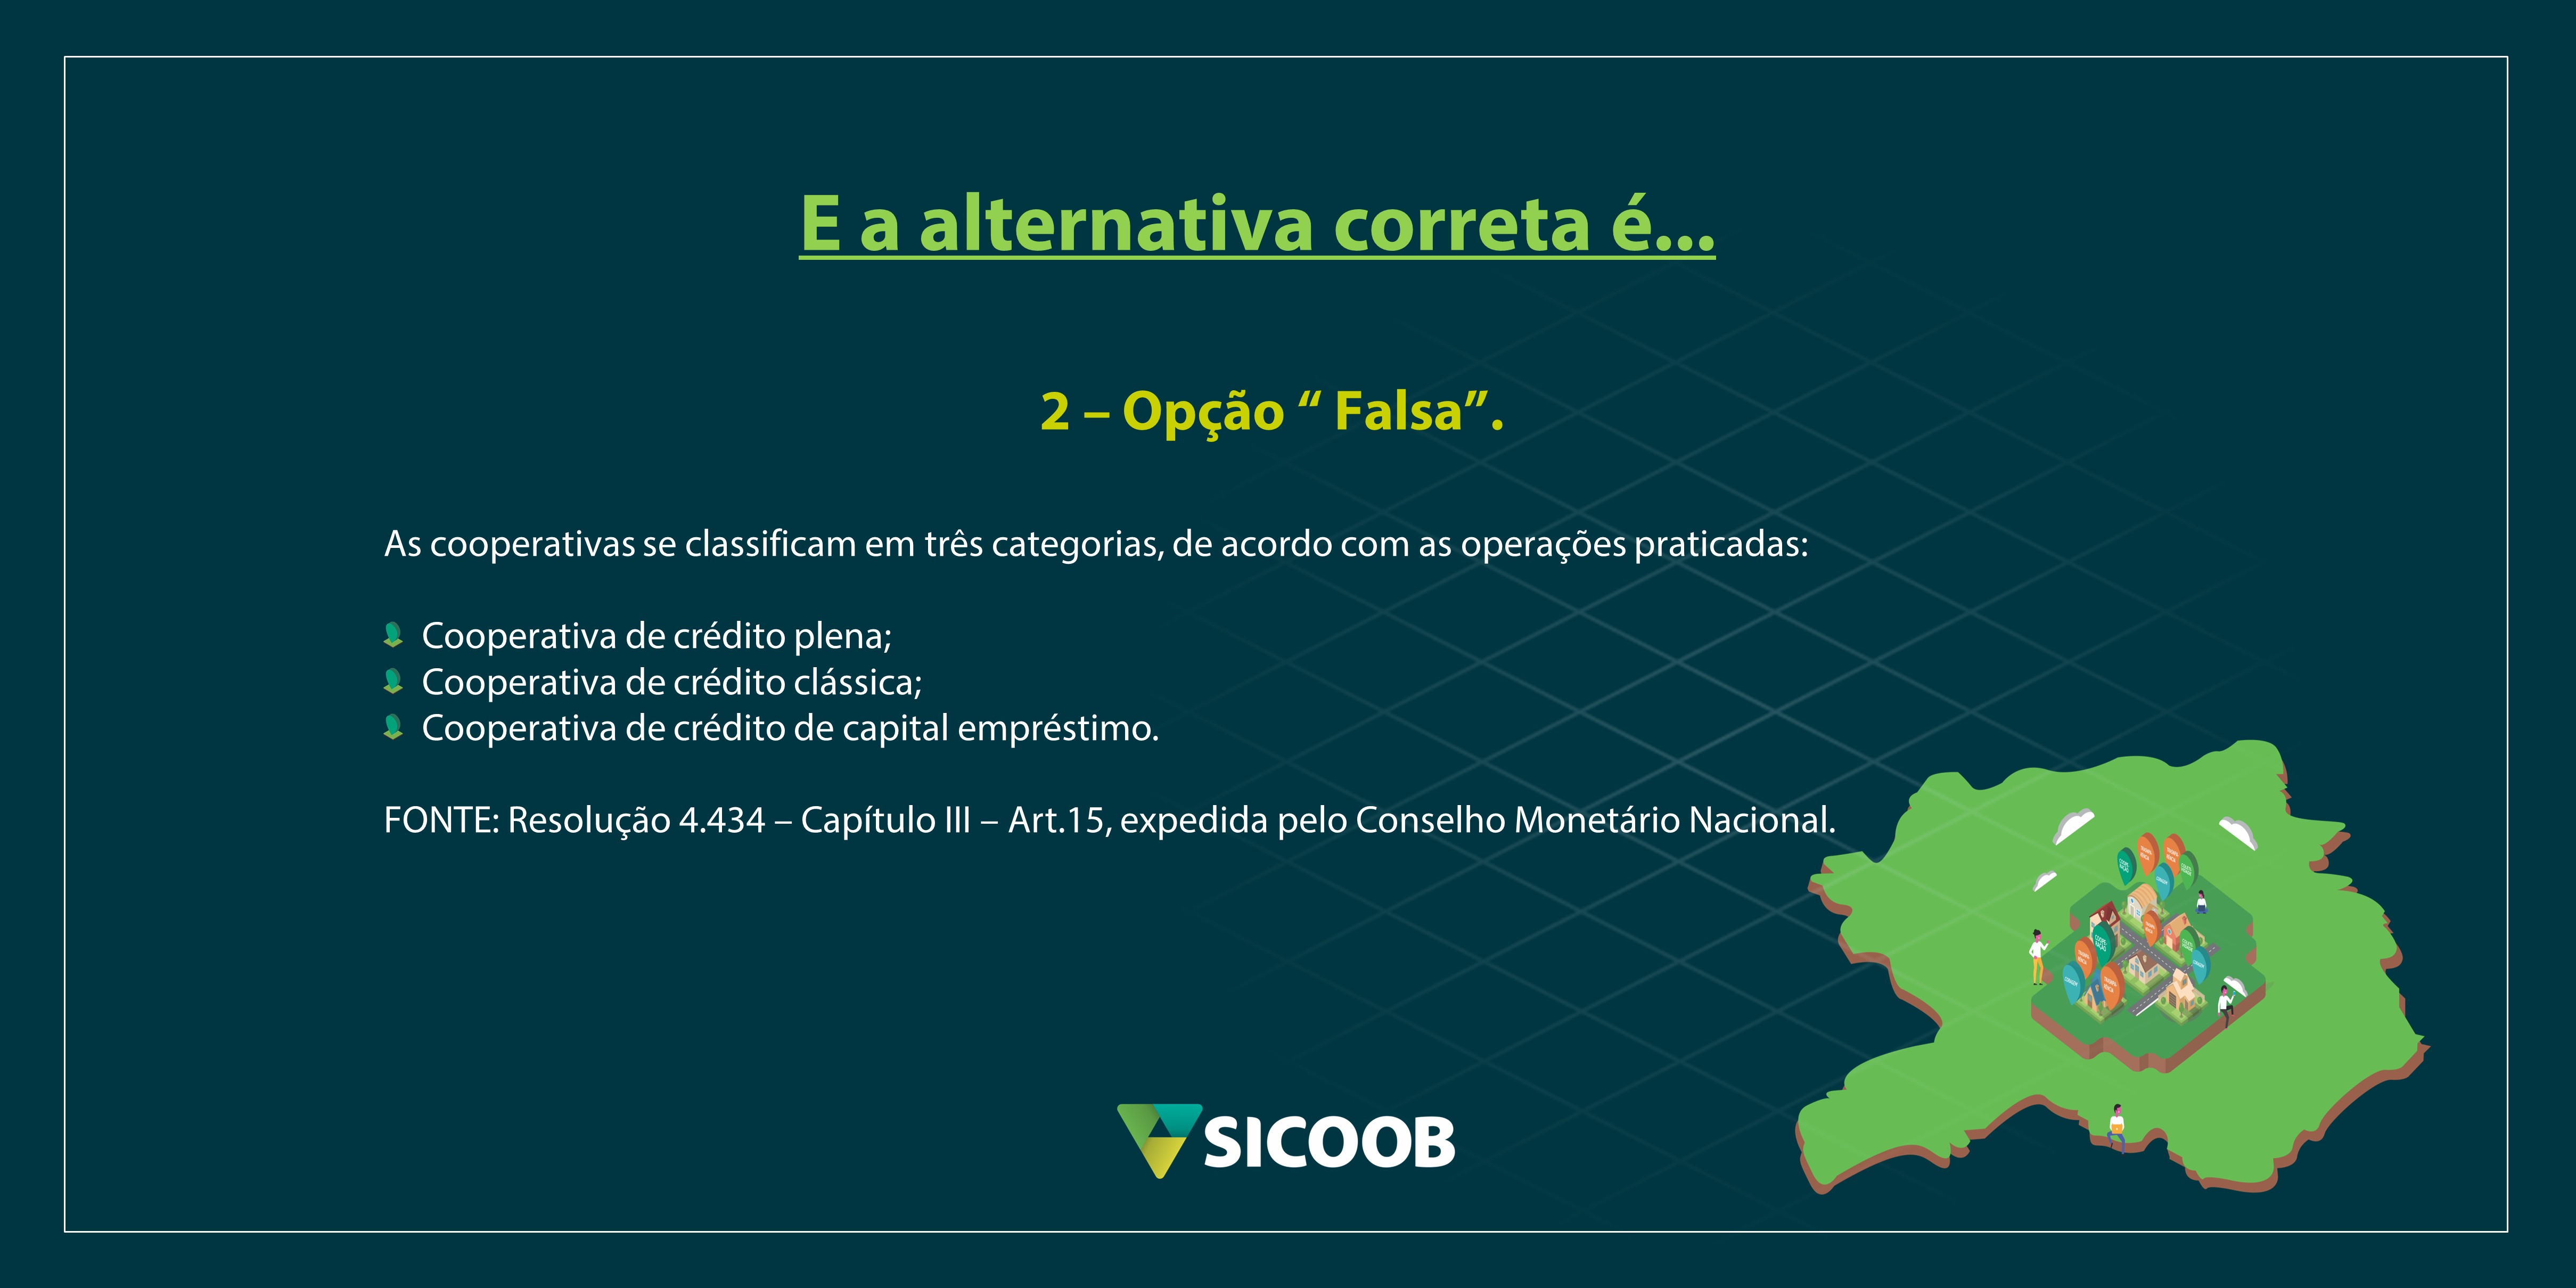 E a alternativa correta é...
2 – Opção “ Falsa”.
As cooperativas se classificam em três categorias, de acordo com as operações praticadas:
Cooperativa de crédito plena;
Cooperativa de crédito clássica;
Cooperativa de crédito de capital empréstimo.
FONTE: Resolução 4.434 – Capítulo III – Art.15, expedida pelo Conselho Monetário Nacional.
SICOOB